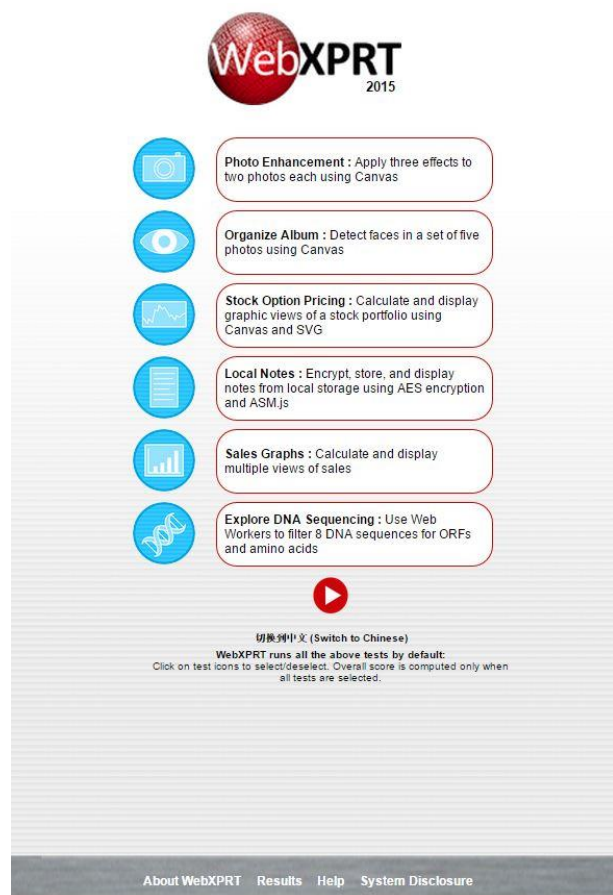 WebXPRT
2015
Photo Enhancement : Apply three effects to
two photos each using Canvas
Organize Album : Detect faces in a set of five
photos using Canvas
Stock Option Pricing : Calculate and display
graphic views of a stock portfolio using
Canvas and SVG
Local Notes : Encrypt, store, and display
notes from local storage using AES encryption
and ASM.js
Sales Graphs : Calculate and display
multiple views of sales
Explore DNA Sequencing : Use Web
Workers to filter 8 DNA sequences for ORFs
and amino acids
切换到中文 (Switch to Chinese)
WebXPRT runs all the above tests by default:
Click on test icons to select/deselect. Overall score is computed only when
all tests are selected.
About WebXPRT Results Help System Disclosure